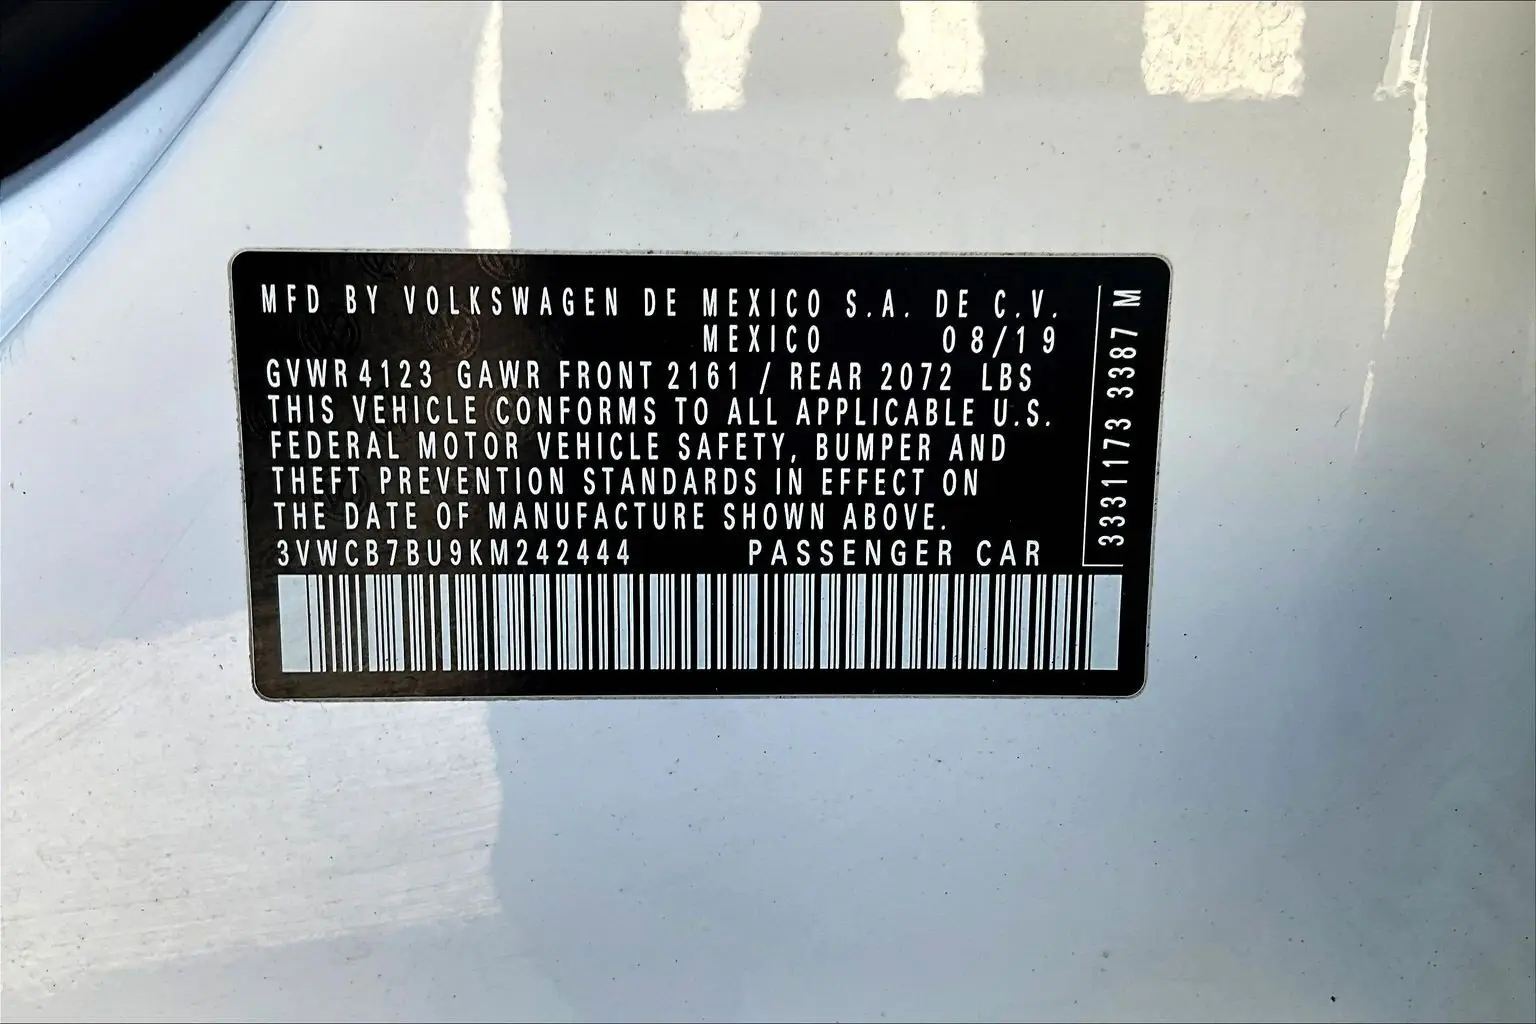 MFD BY VOLKSWAGEN DE MEXICO S.A. DE C.V.
MEXICO 08/19
GVWR 4123 GAWR FRONT 2161 / REAR 2072 LBS
THIS VEHICLE CONFORMS TO ALL APPLICABLE U.S.
FEDERAL MOTOR VEHICLE SAFETY, BUMPER AND
THEFT PREVENTION STANDARDS IN EFFECT ON
THE DATE OF MANUFACTURE SHOWN ABOVE.
3VWCB7BU9KM242444 PASSENGER CAR
3331173 3387 M